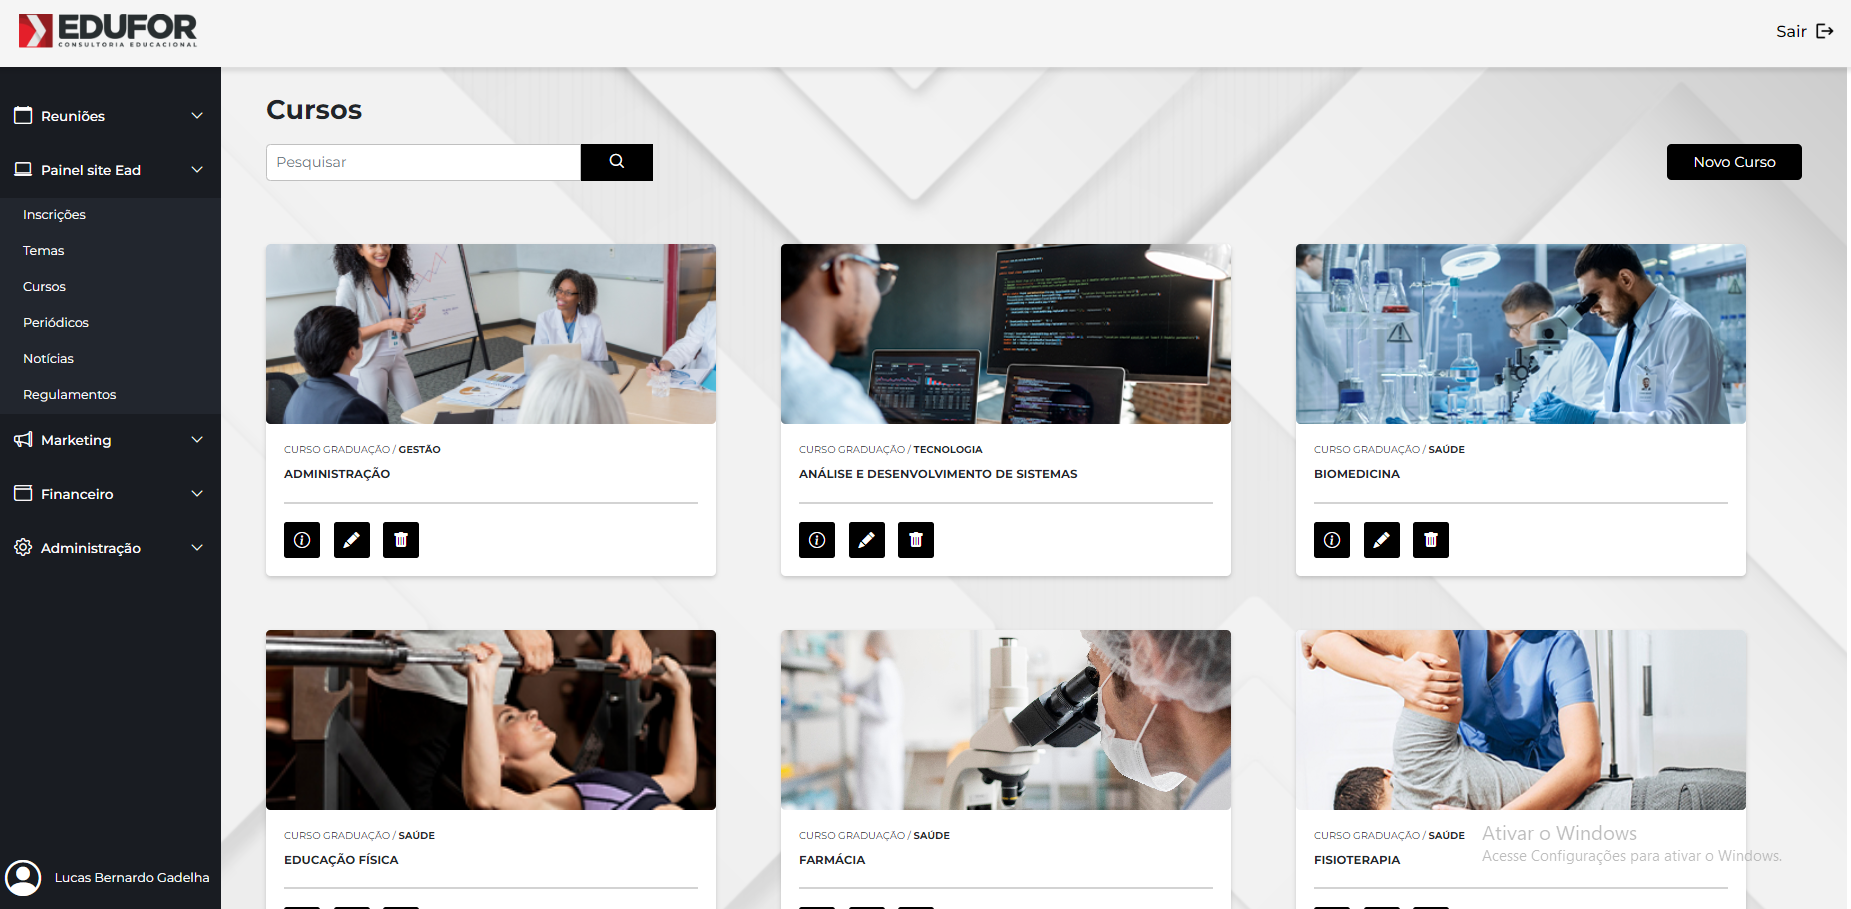 EDUFOR
CONSULTORIA EDUCACIONAL
Sair
Reuniões
Painel site Ead
Inscrições
Temas
Cursos
Periódicos
Notícias
Regulamentos
Marketing
Financeiro
Administração
Lucas Bernardo Gadelha
Cursos
Pesquisar
Novo Curso
CURSO GRADUAÇÃO / GESTÃO
ADMINISTRAÇÃO
CURSO GRADUAÇÃO / TECNOLOGIA
ANÁLISE E DESENVOLVIMENTO DE SISTEMAS
CURSO GRADUAÇÃO / SAÚDE
BIOMEDICINA
CURSO GRADUAÇÃO / SAÚDE
EDUCAÇÃO FÍSICA
CURSO GRADUAÇÃO / SAÚDE
FARMÁCIA
CURSO GRADUAÇÃO / SAÚDE
FISIOTERAPIA
Ativar o Windows
Acesse Configurações para ativar o Windows.